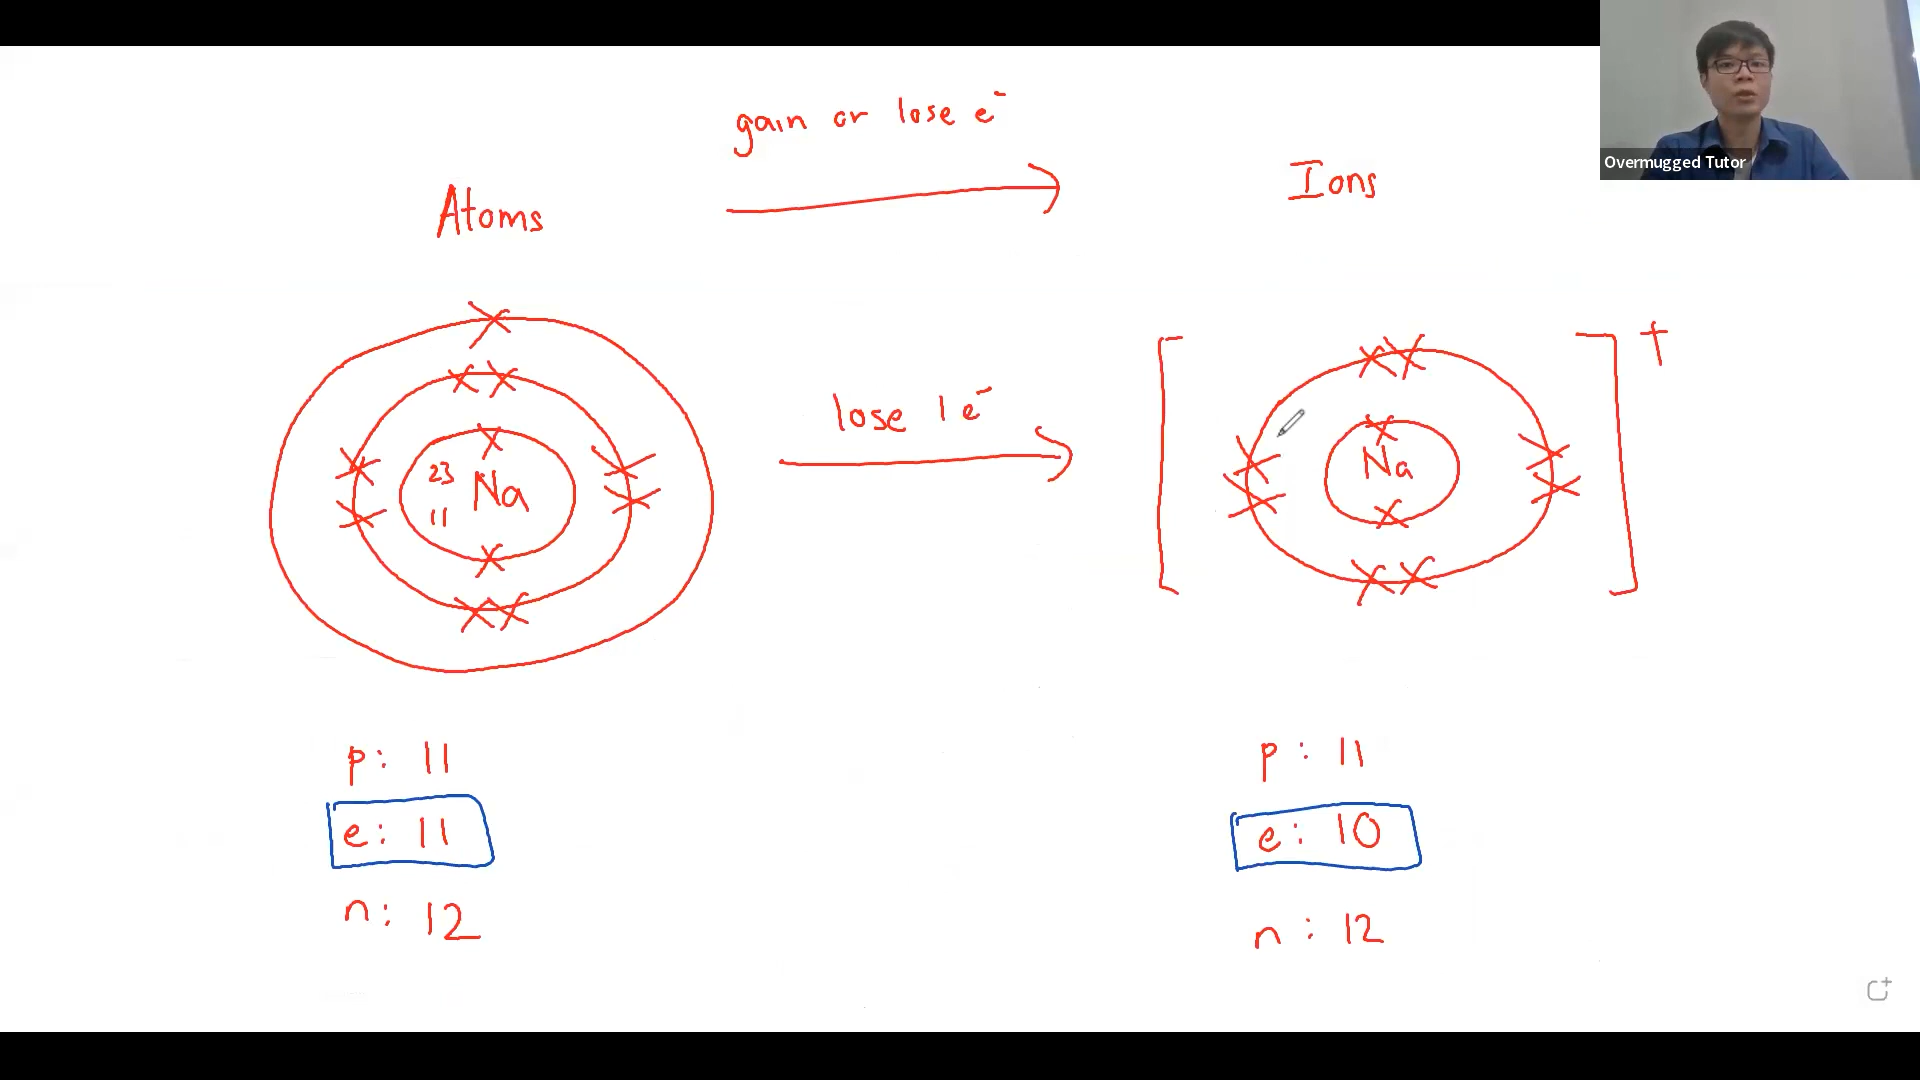 gain or lose e⁻
Overmugged Tutor
Atoms
Ions
lose 1 e⁻
+
23
11
Na
Na
p: 11
p: 11
e: 11
e: 10
n: 12
n: 12